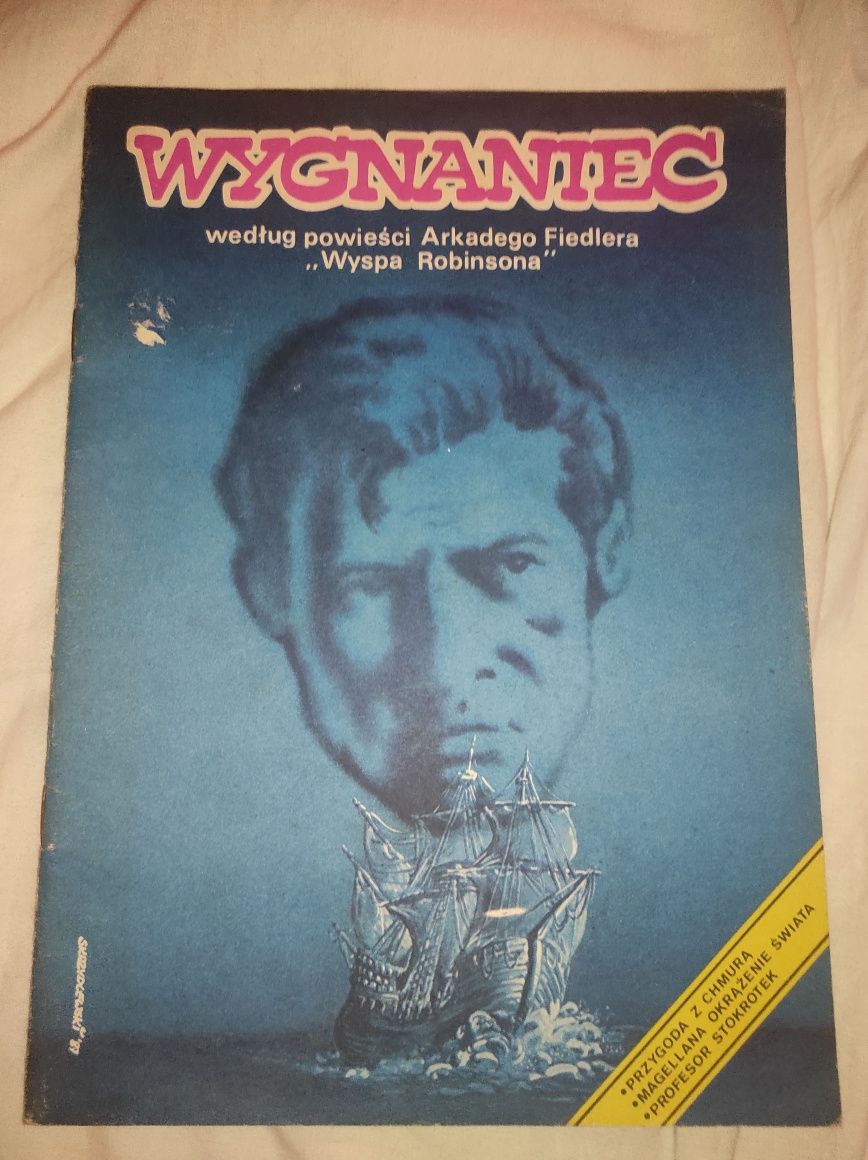 WYGNANIEC
według powieści Arkadego Fiedlera
,,Wyspa Robinsona"
•PRZYGODA Z CHMURĄ
•MAGELLANA OKRĄŻENIE ŚWIATA
•PROFESOR STOKROTEK